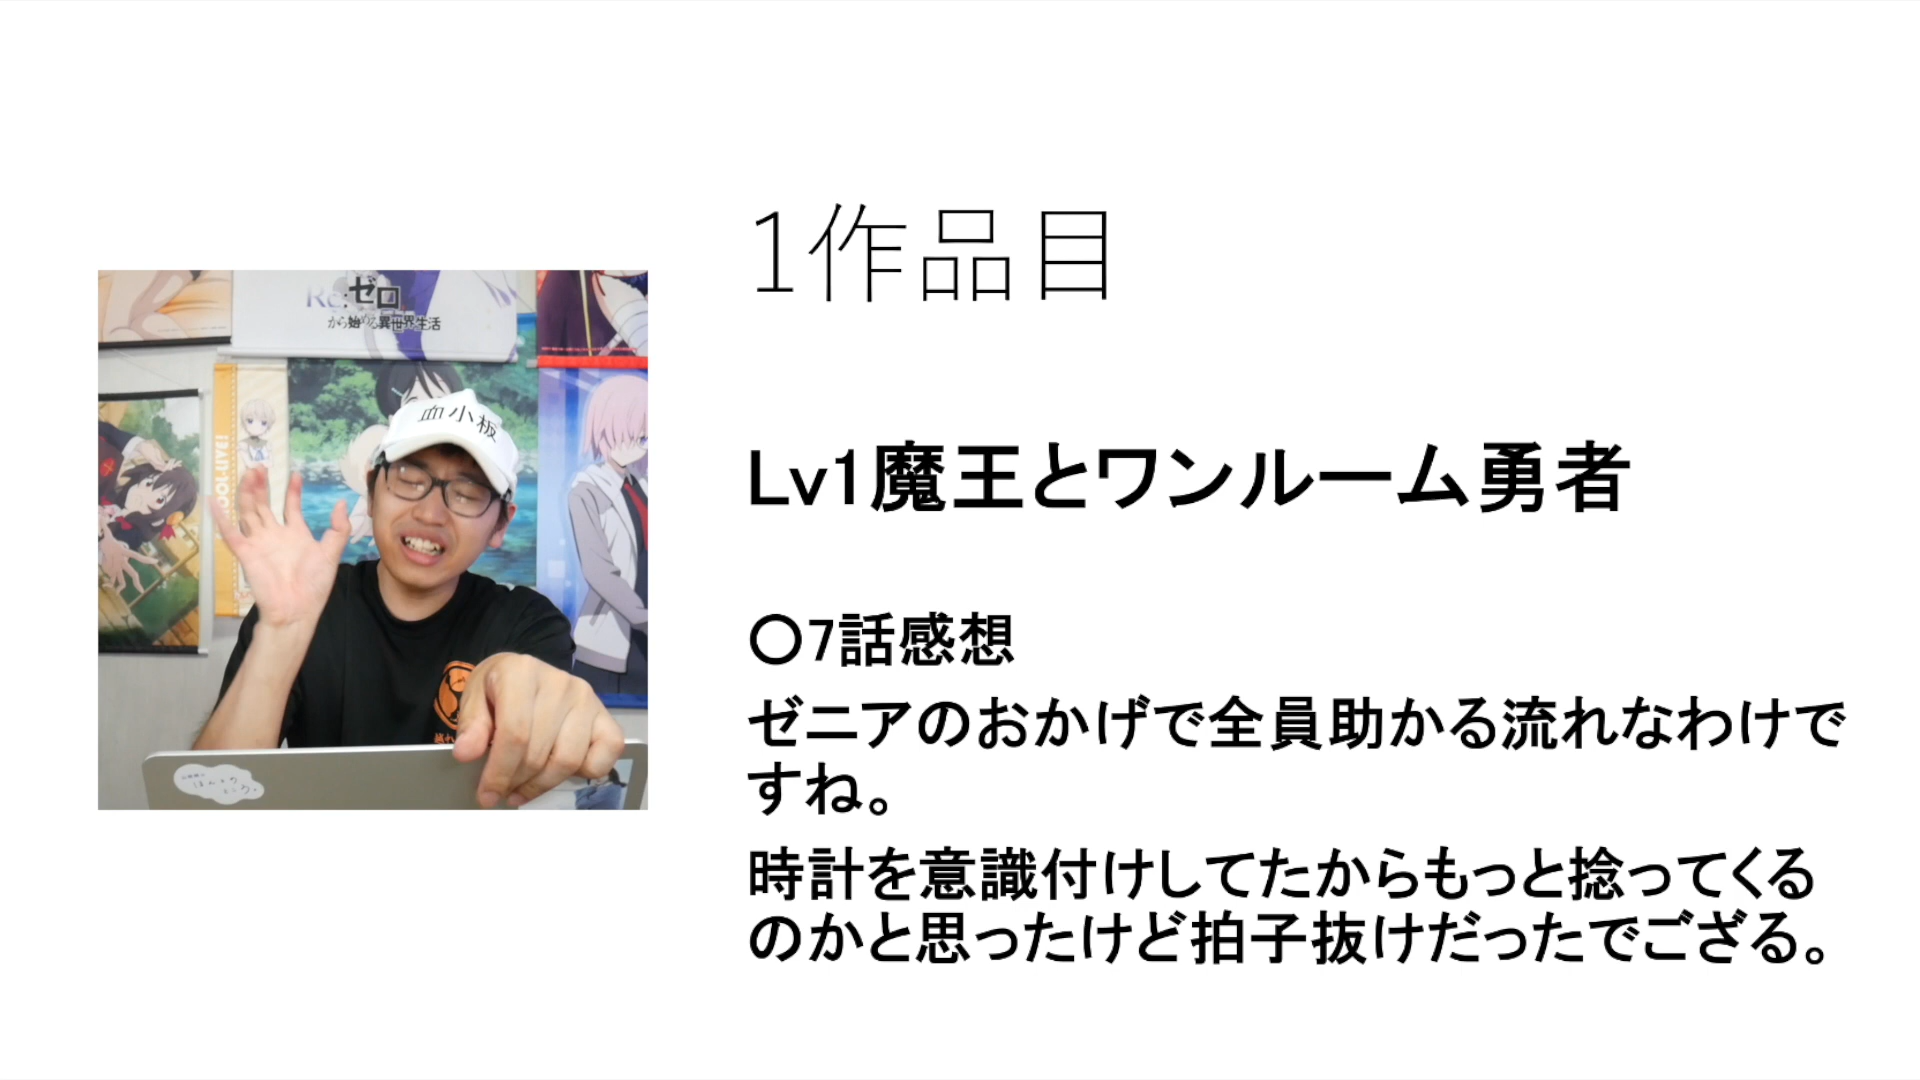 1作品目
Lv1魔王とワンルーム勇者
〇7話感想
ゼニアのおかげで全員助かる流れなわけで
すね。
時計を意識付けしてたからもっと捻ってくる
のかと思ったけど拍子抜けだったでござる。
Re:ゼロ
から始める異世界生活
血小板